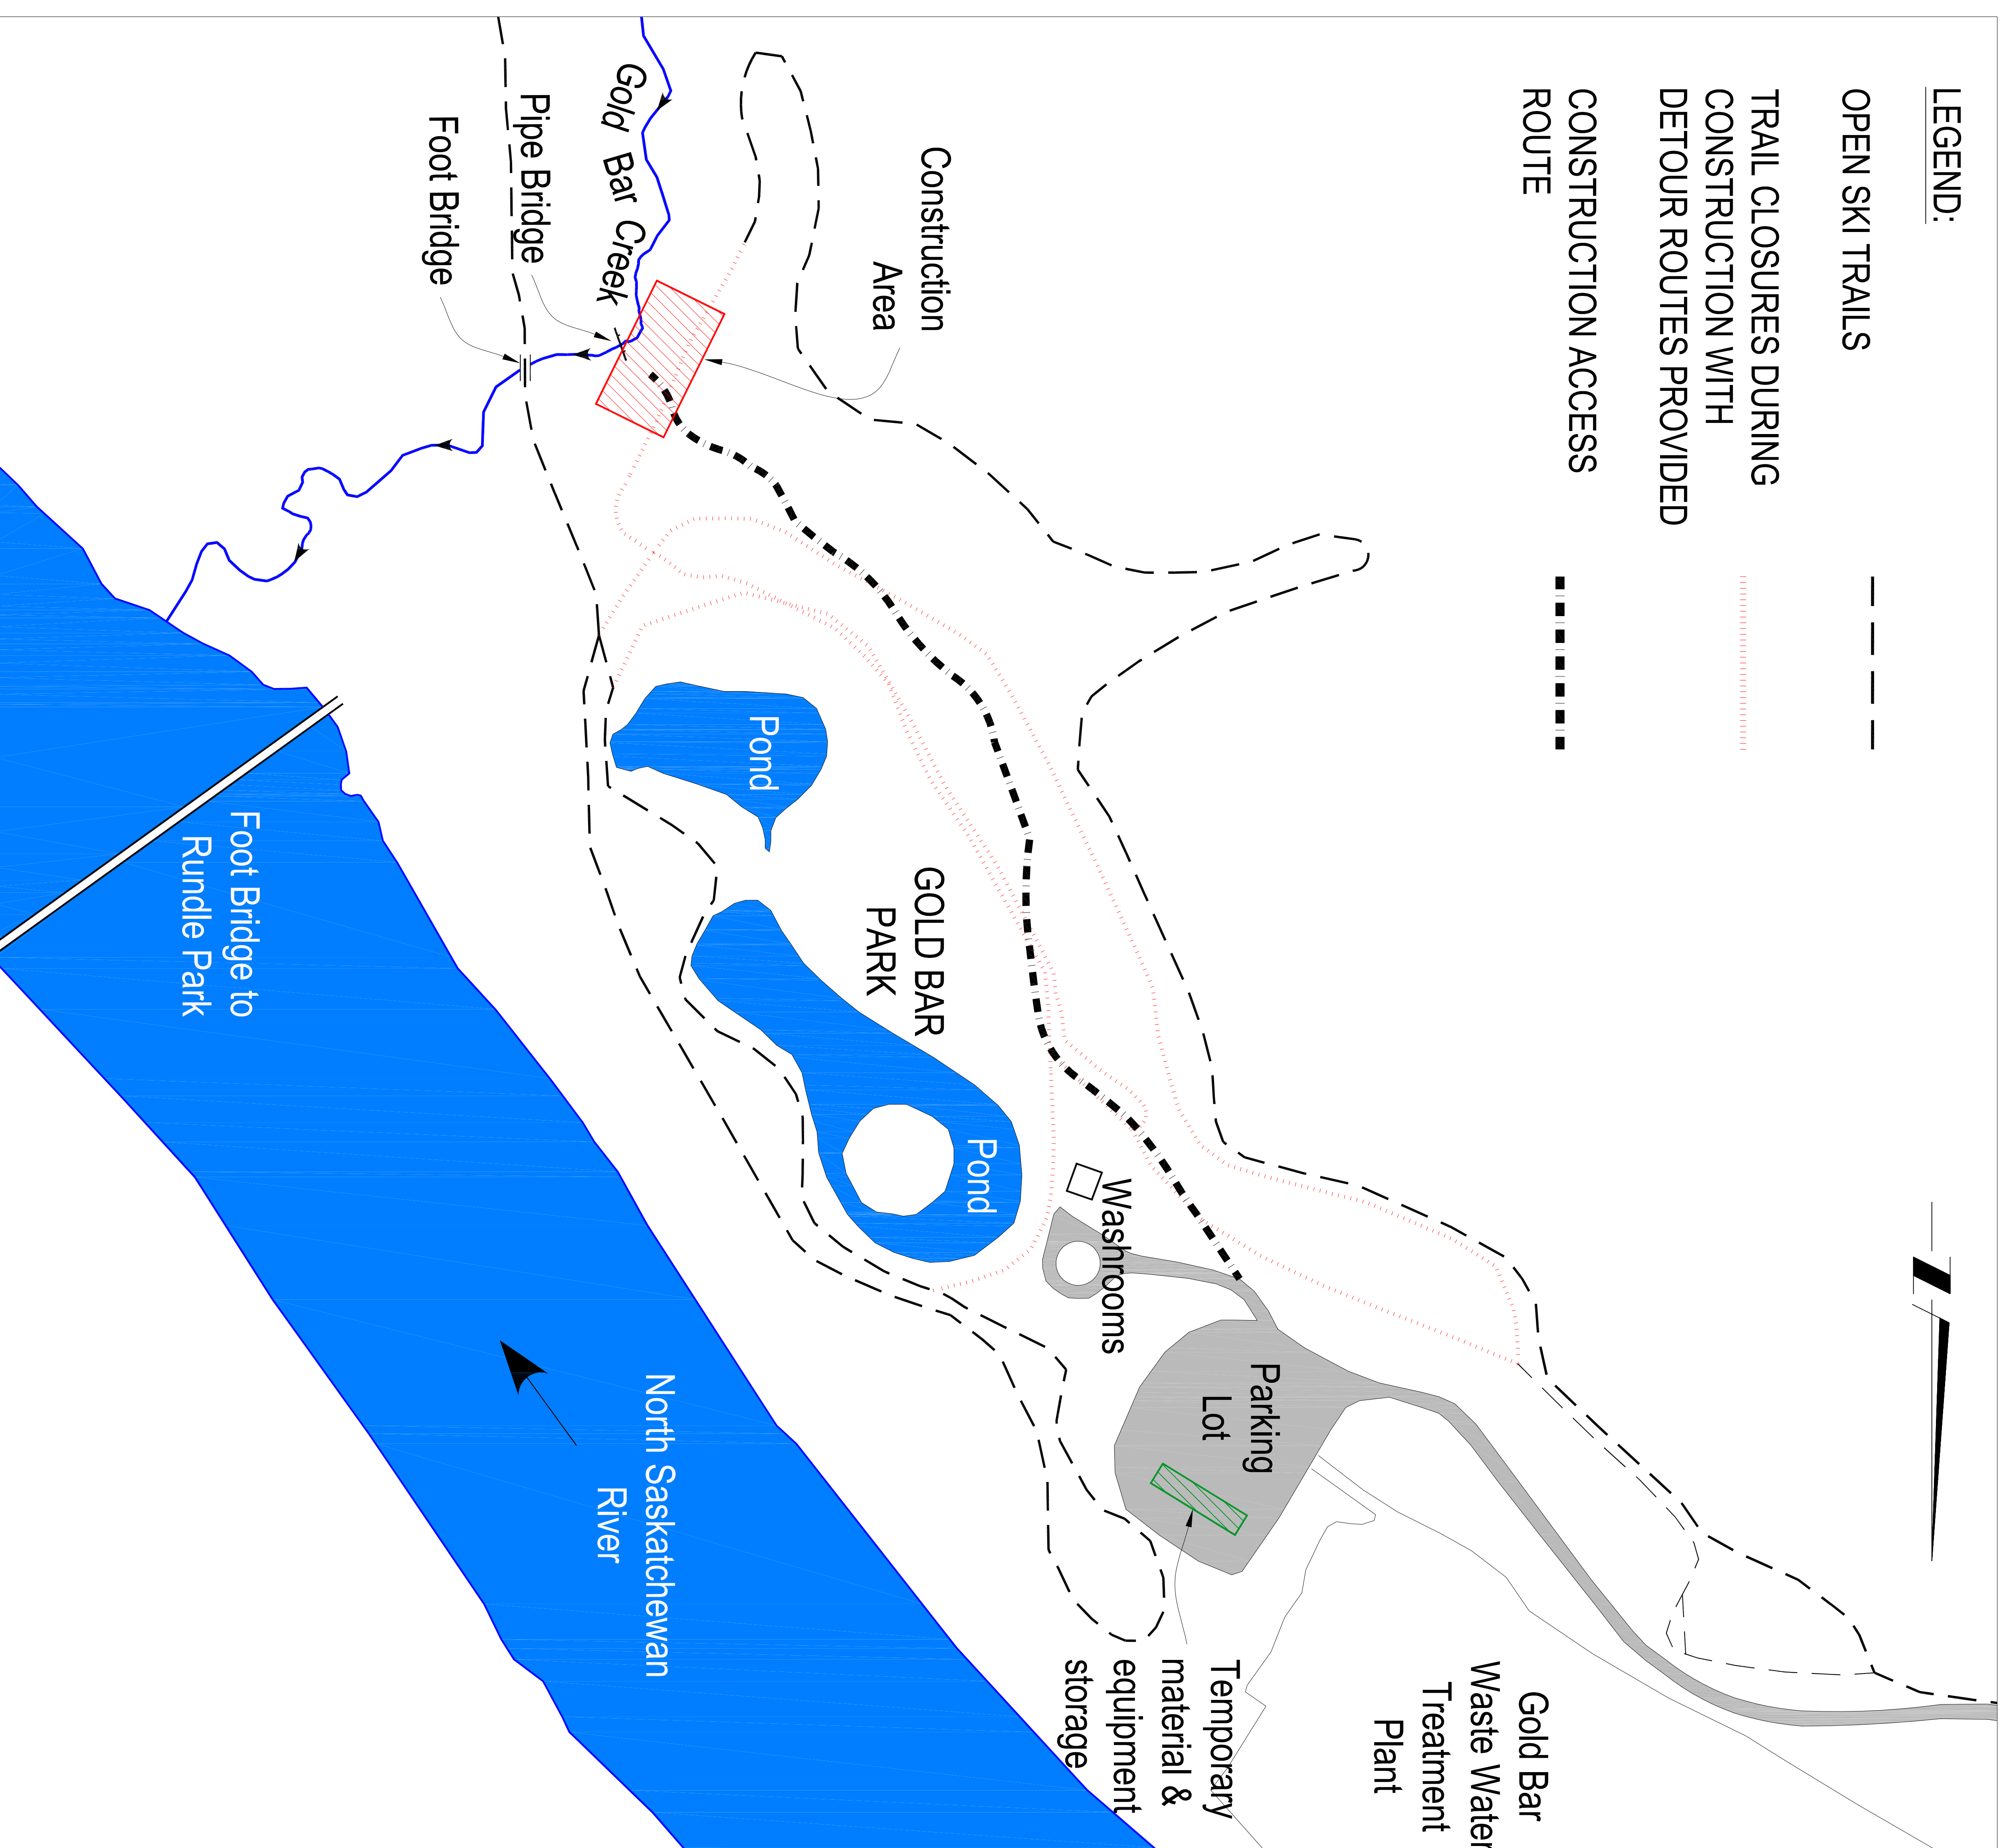 LEGEND:
OPEN SKI TRAILS
TRAIL CLOSURES DURING
CONSTRUCTION WITH
DETOUR ROUTES PROVIDED
CONSTRUCTION ACCESS
ROUTE
Construction
Area
Gold Bar Creek
Pipe Bridge
Foot Bridge
Pond
GOLD BAR
PARK
Pond
Washrooms
Parking
Lot
Foot Bridge to
Rundle Park
North Saskatchewan
River
Gold Bar
Waste Water
Treatment
Plant
Temporary
material &
equipment
storage